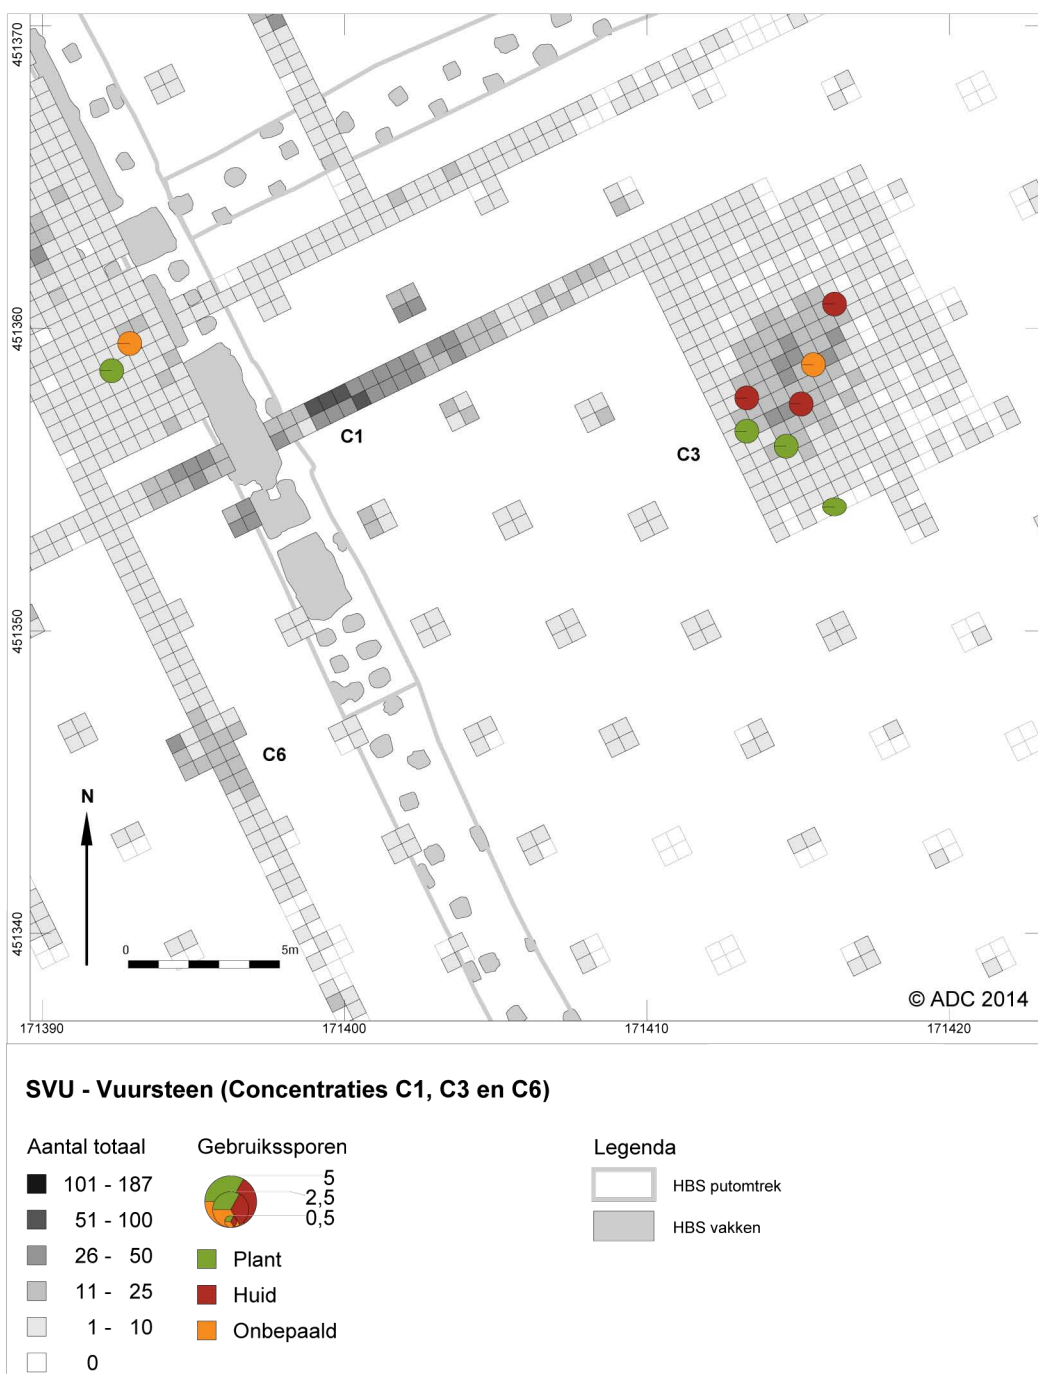 451370
451360
451350
451340
C1
C3
C6
N
0 5m
© ADC 2014
171390 171400 171410 171420
SVU - Vuursteen (Concentraties C1, C3 en C6)
Aantal totaal
101 - 187
51 - 100
26 - 50
11 - 25
1 - 10
0
Gebruikssporen
5
2,5
0,5
Plant
Huid
Onbepaald
Legenda
HBS putomtrek
HBS vakken